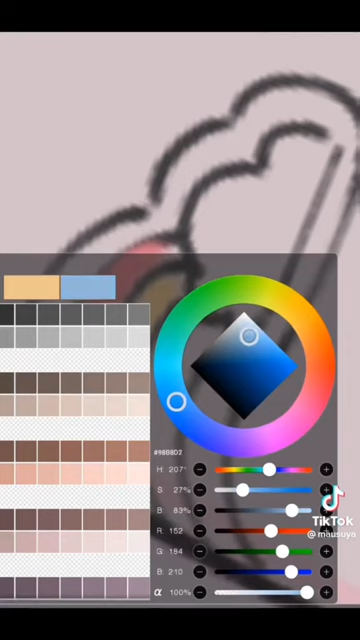 #98B8D2
H: 207°
S: 27%
B: 83%
R: 152
G: 184
B: 210
α 100%
TikTok
@ mausuya